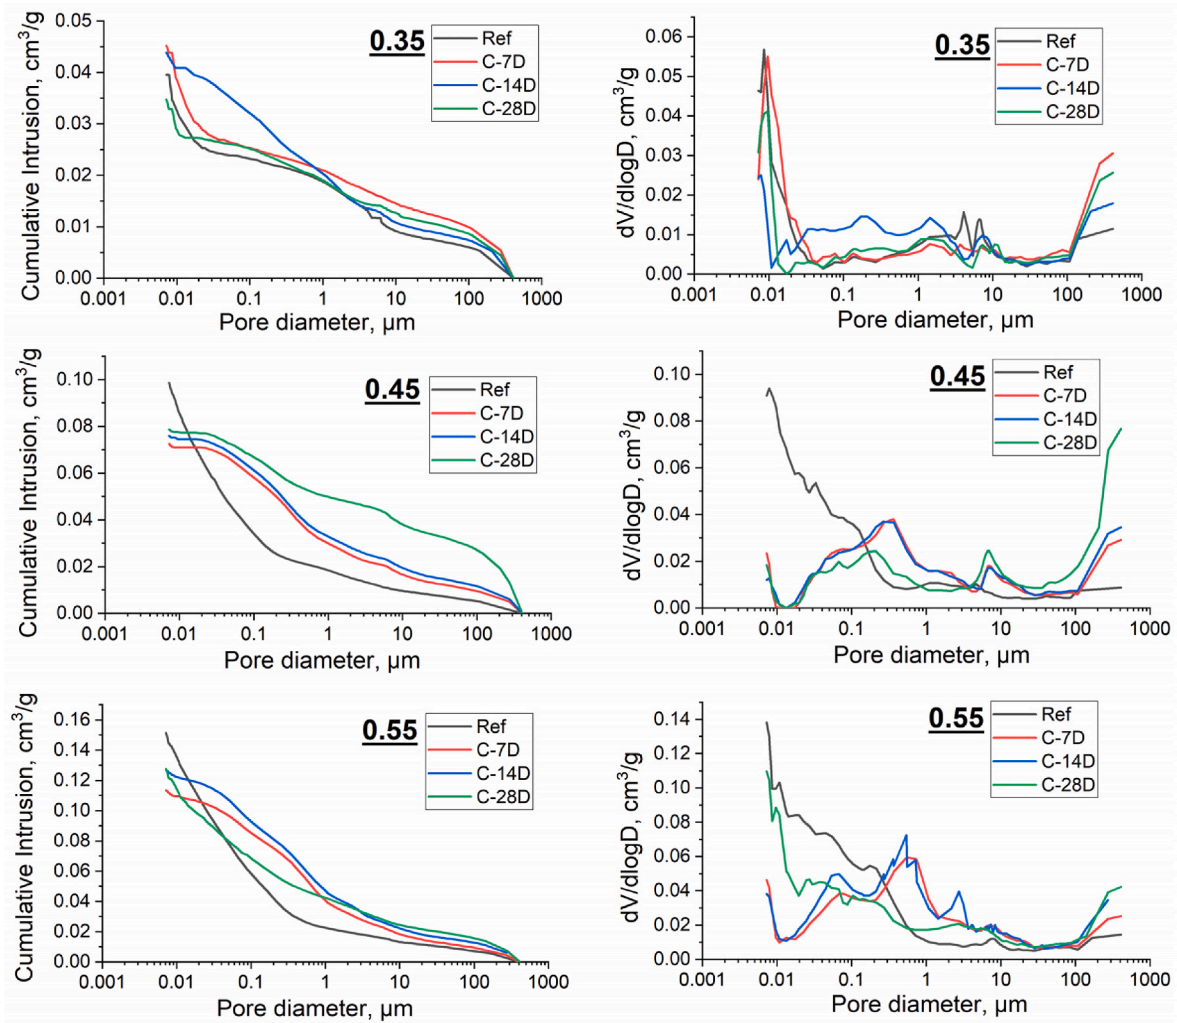 0.05
0.04
0.03
0.02
0.01
0.00
Cumulative Intrusion, cm³/g
0.35
Ref
C-7D
C-14D
C-28D
0.001 0.01 0.1 1 10 100 1000
Pore diameter, µm
0.06
0.05
0.04
0.03
0.02
0.01
0.00
dV/dlogD, cm³/g
0.35
Ref
C-7D
C-14D
C-28D
0.001 0.01 0.1 1 10 100 1000
Pore diameter, µm
0.10
0.08
0.06
0.04
0.02
0.00
Cumulative Intrusion, cm³/g
0.45
Ref
C-7D
C-14D
C-28D
0.001 0.01 0.1 1 10 100 1000
Pore diameter, µm
0.10
0.08
0.06
0.04
0.02
0.00
dV/dlogD, cm³/g
0.45
Ref
C-7D
C-14D
C-28D
0.001 0.01 0.1 1 10 100 1000
Pore diameter, µm
0.16
0.14
0.12
0.10
0.08
0.06
0.04
0.02
0.00
Cumulative Intrusion, cm³/g
0.55
Ref
C-7D
C-14D
C-28D
0.001 0.01 0.1 1 10 100 1000
Pore diameter, µm
0.14
0.12
0.10
0.08
0.06
0.04
0.02
0.00
dV/dlogD, cm³/g
0.55
Ref
C-7D
C-14D
C-28D
0.001 0.01 0.1 1 10 100 1000
Pore diameter, µm